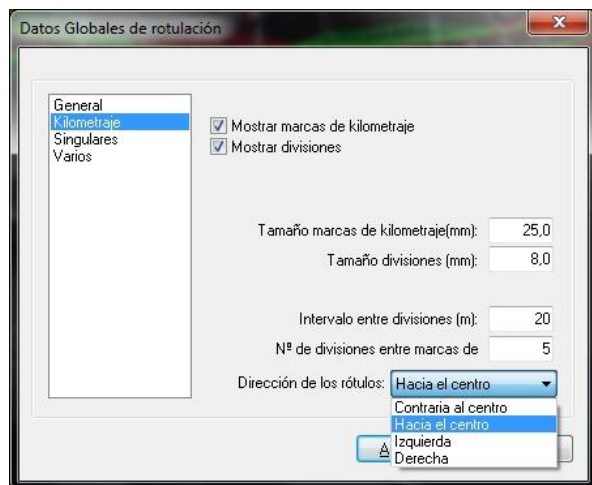 Datos Globales de rotulación
General
Kilometraje
Singulares
Varios
Mostrar marcas de kilometraje
Mostrar divisiones
Tamaño marcas de kilometraje(mm): 25,0
Tamaño divisiones (mm): 8,0
Intervalo entre divisiones (m): 20
Nº de divisiones entre marcas de 5
Dirección de los rótulos: Hacia el centro
Contraria al centro
Hacia el centro
Izquierda
Derecha
A